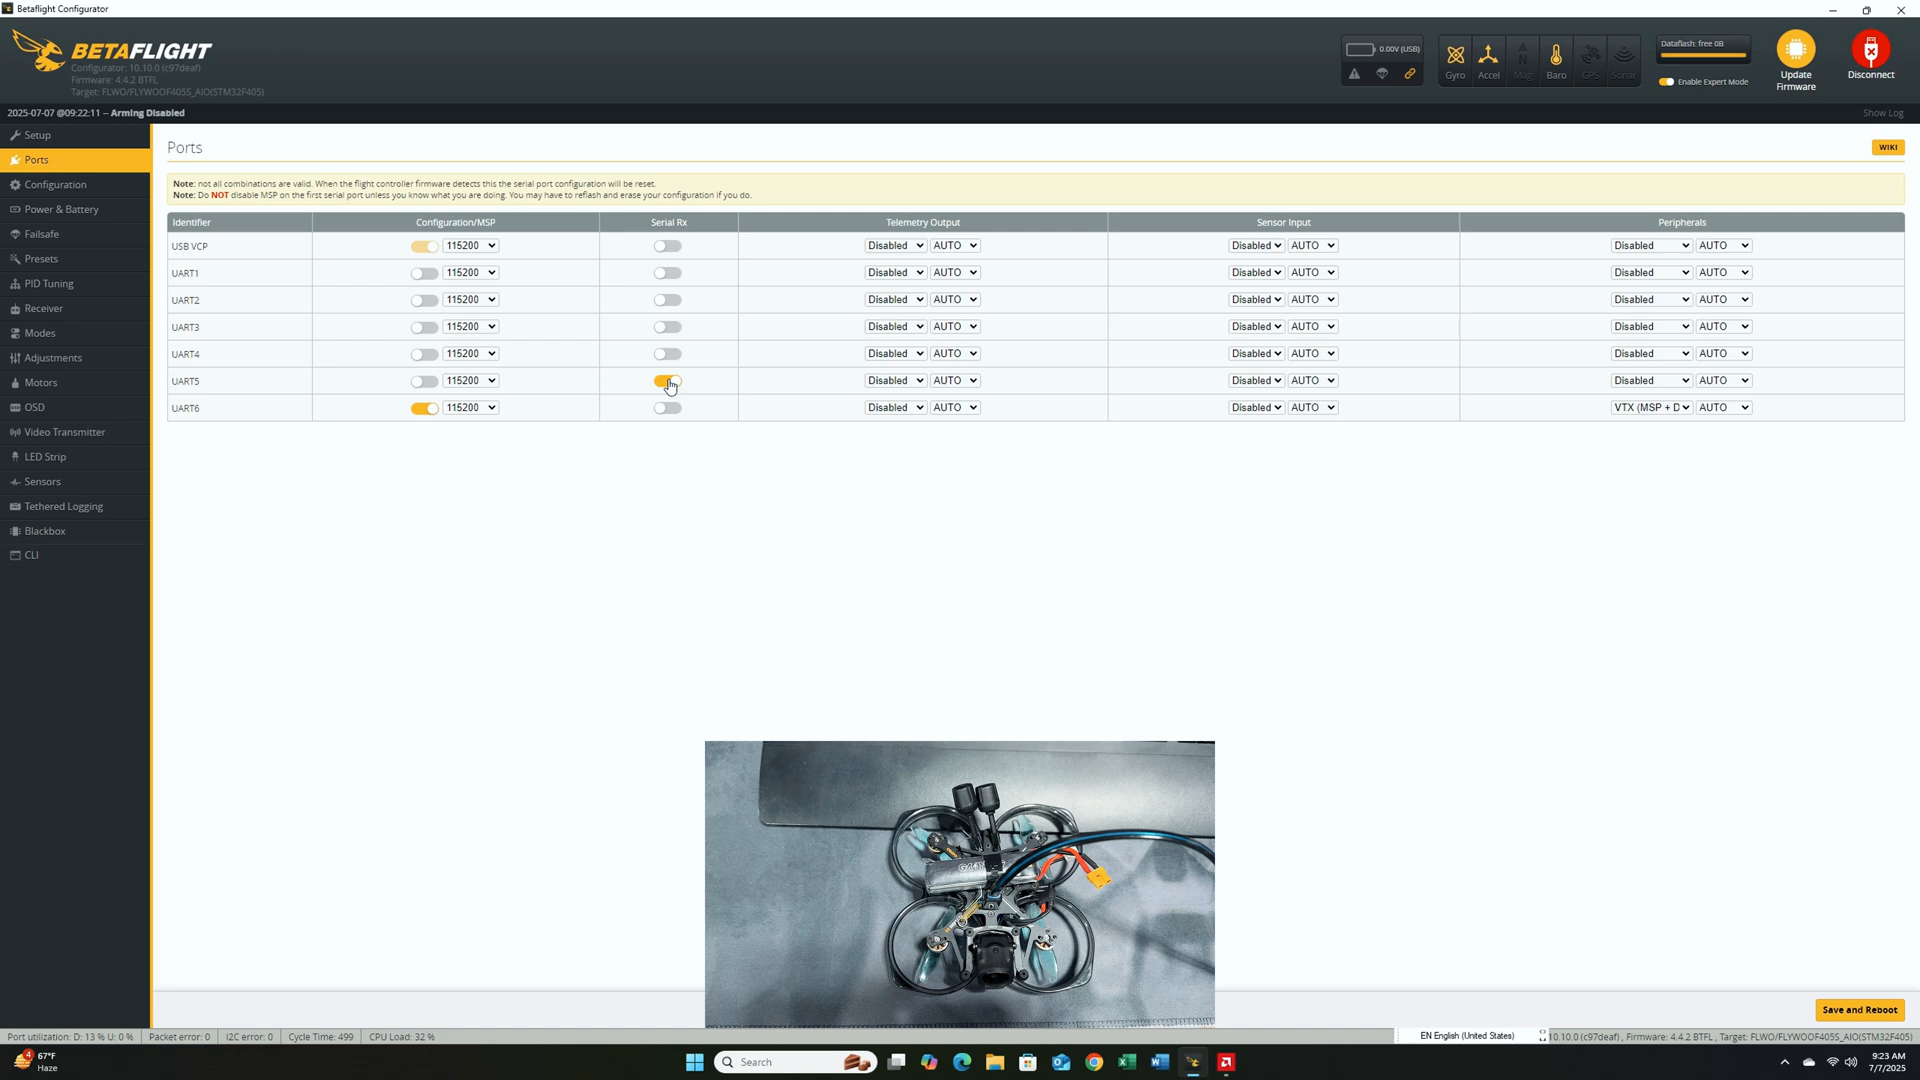 Betaflight Configurator
BETAFLIGHT
Configurator: 10.10.0 (c97deaf)
Firmware: 4.4.2 BTFL
Target: FLWO/FLYWOOF405S_AIO(STM32F405)
0.00V (USB)
Gyro
Accel
Mag
Baro
GPS
Sonar
Dataflash: free 0B
Enable Expert Mode
Update
Firmware
Disconnect
2025-07-07 @09:22:11 -- Arming Disabled
Show Log
Setup
Ports
Configuration
Power & Battery
Failsafe
Presets
PID Tuning
Receiver
Modes
Adjustments
Motors
OSD
Video Transmitter
LED Strip
Sensors
Tethered Logging
Blackbox
CLI
Ports
WIKI
Note: not all combinations are valid. When the flight controller firmware detects this the serial port configuration will be reset.
Note: Do NOT disable MSP on the first serial port unless you know what you are doing. You may have to reflash and erase your configuration if you do.
Identifier Configuration/MSP Serial Rx Telemetry Output Sensor Input Peripherals
USB VCP 115200 Disabled AUTO Disabled AUTO Disabled AUTO
UART1 115200 Disabled AUTO Disabled AUTO Disabled AUTO
UART2 115200 Disabled AUTO Disabled AUTO Disabled AUTO
UART3 115200 Disabled AUTO Disabled AUTO Disabled AUTO
UART4 115200 Disabled AUTO Disabled AUTO Disabled AUTO
UART5 115200 Disabled AUTO Disabled AUTO Disabled AUTO
UART6 115200 Disabled AUTO Disabled AUTO VTX (MSP + D AUTO
Save and Reboot
Port utilization: D: 13 % U: 0 % Packet error: 0 I2C error: 0 Cycle Time: 499 CPU Load: 32 %
EN English (United States)
10.10.0 (c97deaf) , Firmware: 4.4.2 BTFL , Target: FLWO/FLYWOOF405S_AIO(STM32F405)
4
67°F
Haze
Search
9:23 AM
7/7/2025